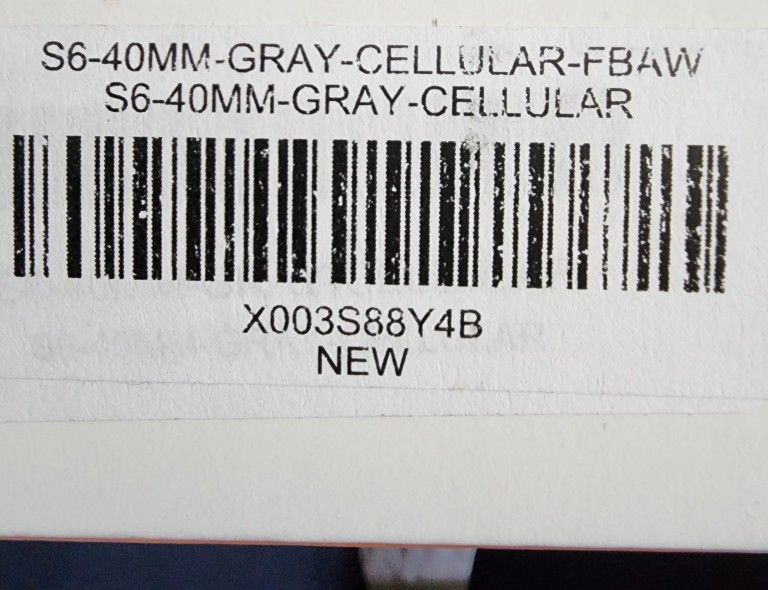 S6-40MM-GRAY-CELLULAR-FBAW
S6-40MM-GRAY-CELLULAR
X003S88Y4B
NEW